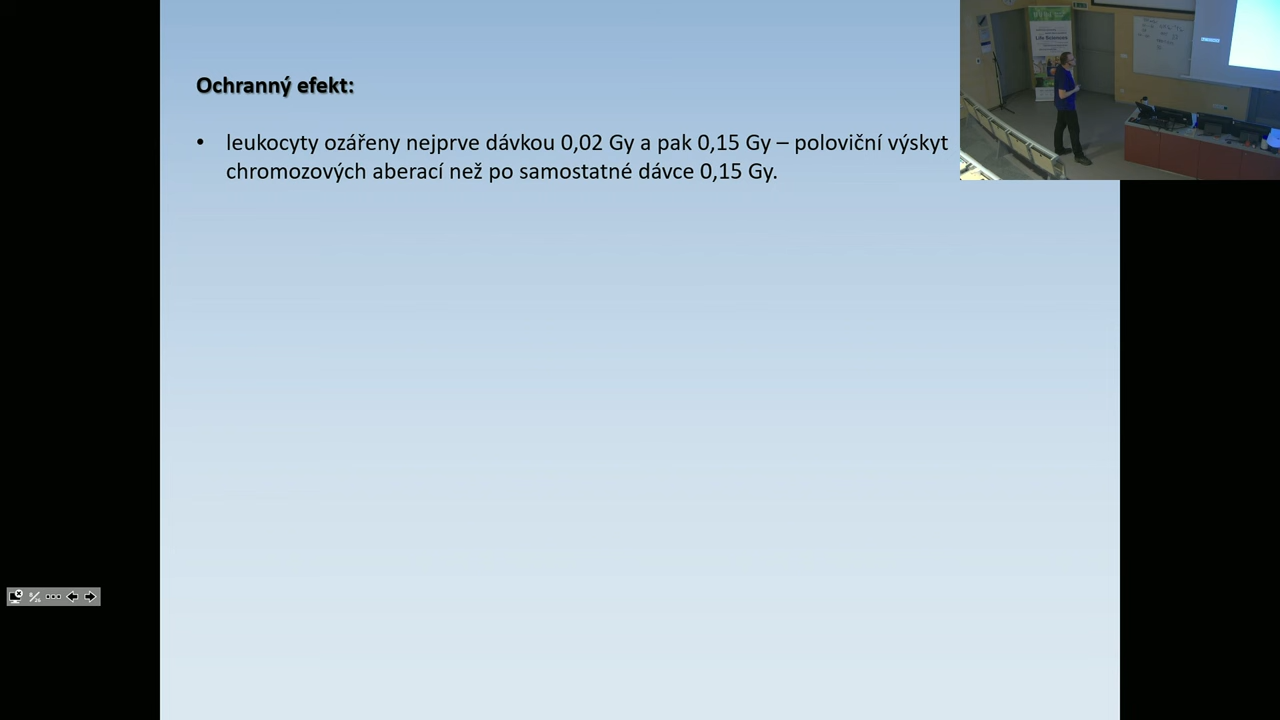 Ochranný efekt:
• leukocyty ozářeny nejprve dávkou 0,02 Gy a pak 0,15 Gy – poloviční výskyt
chromozových aberací než po samostatné dávce 0,15 Gy.